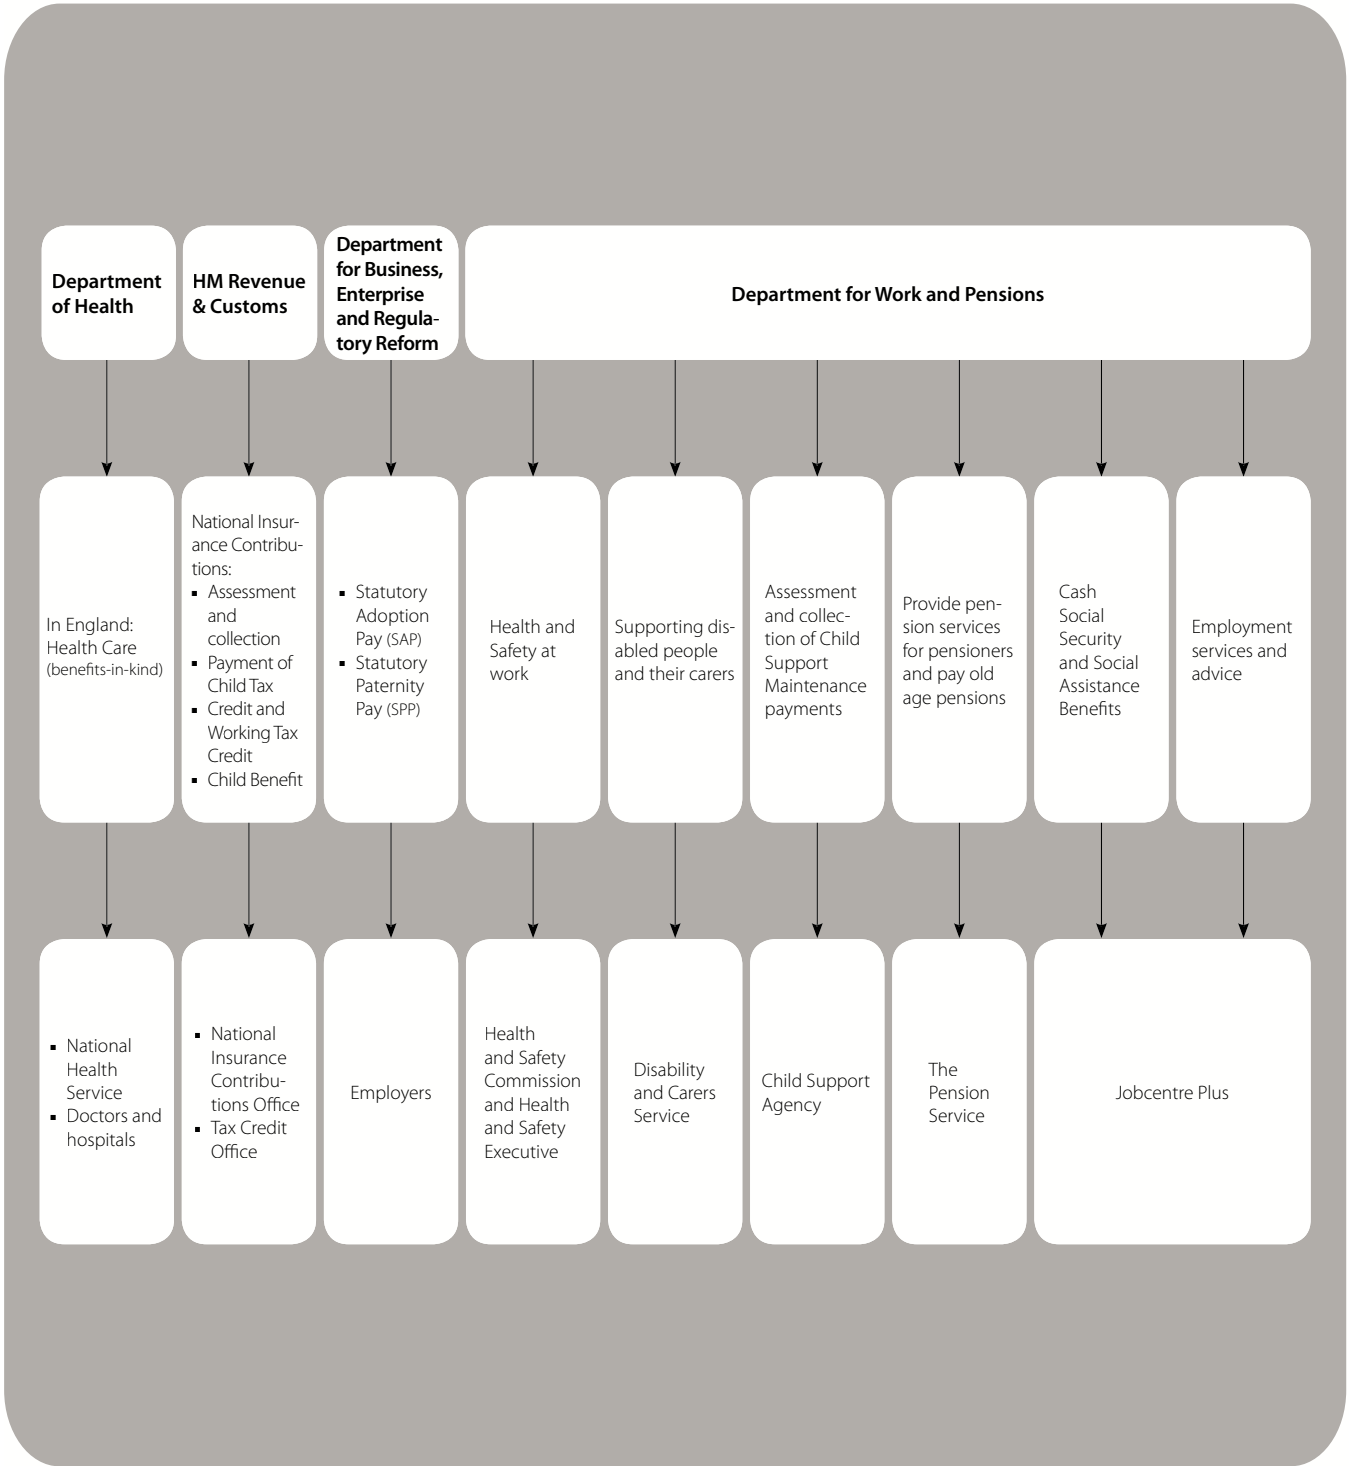 Department
of Health
HM Revenue
& Customs
Department
for Business,
Enterprise
and Regula-
tory Reform
Department for Work and Pensions
In England:
Health Care
(benefits-in-kind)
National Insur-
ance Contribu-
tions:
▪ Assessment
and
collection
▪ Payment of
Child Tax
▪ Credit and
Working Tax
Credit
▪ Child Benefit
▪ Statutory
Adoption
Pay (SAP)
▪ Statutory
Paternity
Pay (SPP)
Health and
Safety at
work
Supporting dis-
abled people
and their carers
Assessment
and collec-
tion of Child
Support
Maintenance
payments
Provide pen-
sion services
for pensioners
and pay old
age pensions
Cash
Social
Security
and Social
Assistance
Benefits
Employment
services and
advice
▪ National
Health
Service
▪ Doctors and
hospitals
▪ National
Insurance
Contribu-
tions Office
▪ Tax Credit
Office
Employers
Health
and Safety
Commission
and Health
and Safety
Executive
Disability
and Carers
Service
Child Support
Agency
The
Pension
Service
Jobcentre Plus